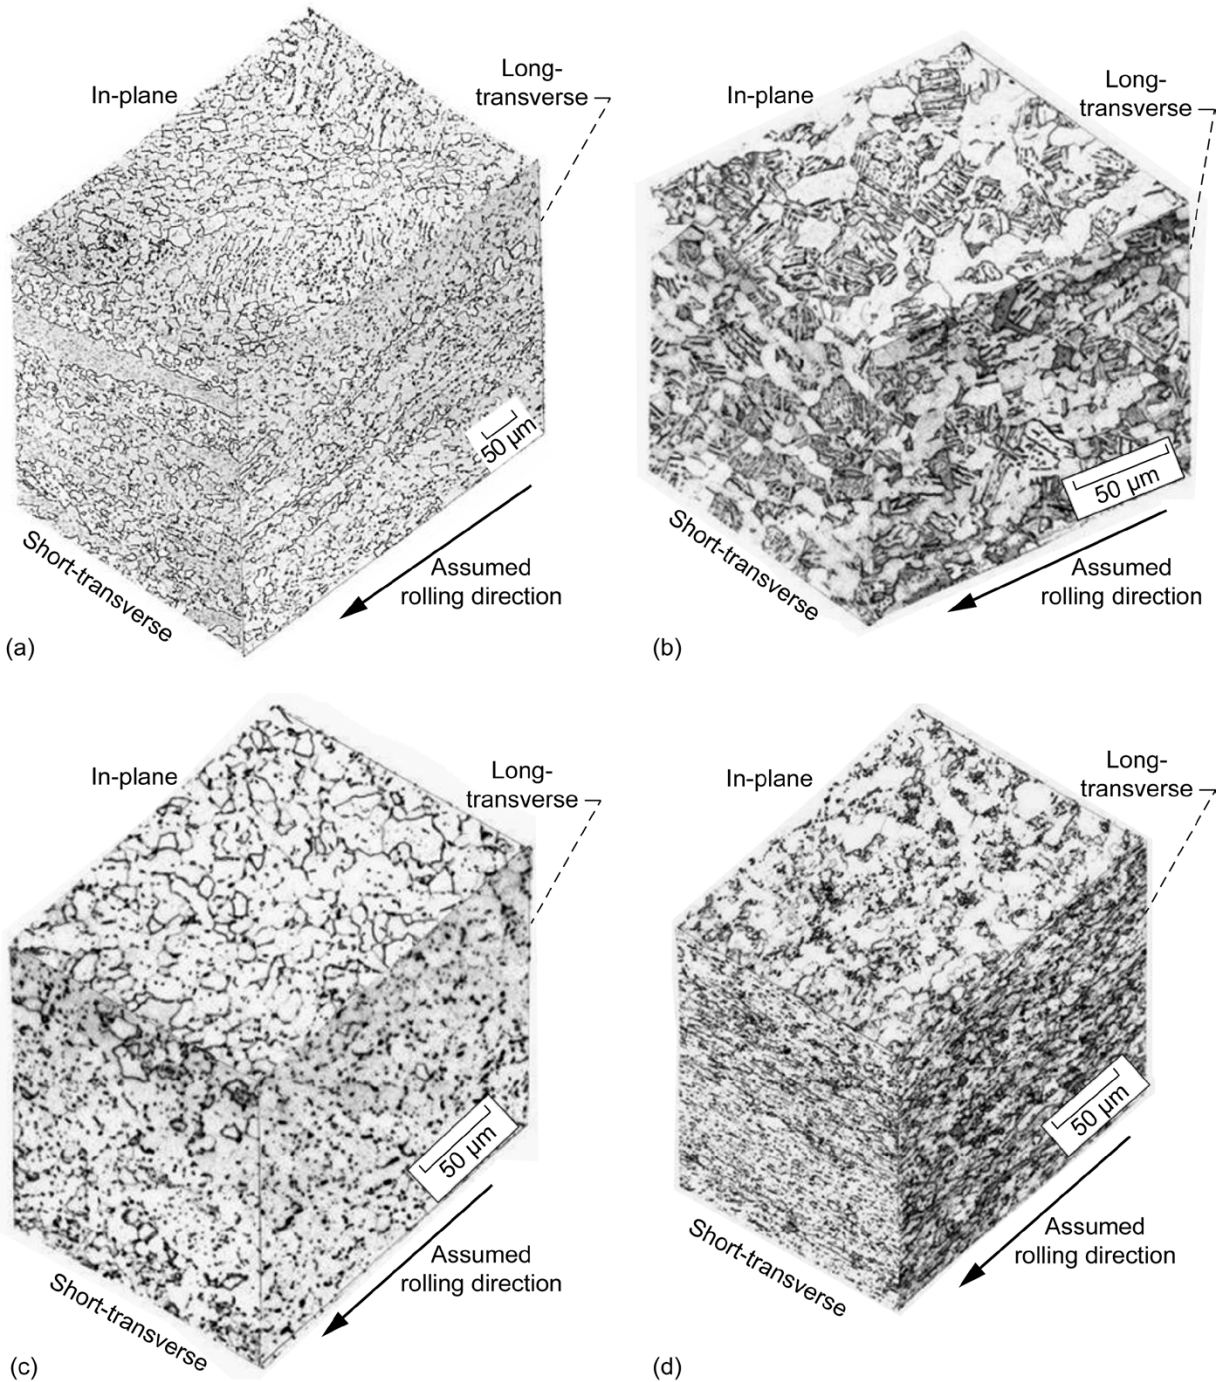 In-plane
Long-
transverse
50 µm
Short-transverse
Assumed
rolling direction
(a)
In-plane
Long-
transverse
50 µm
Short-transverse
Assumed
rolling direction
(b)
In-plane
Long-
transverse
50 µm
Short-transverse
Assumed
rolling direction
(c)
In-plane
Long-
transverse
50 µm
Short-transverse
Assumed
rolling direction
(d)